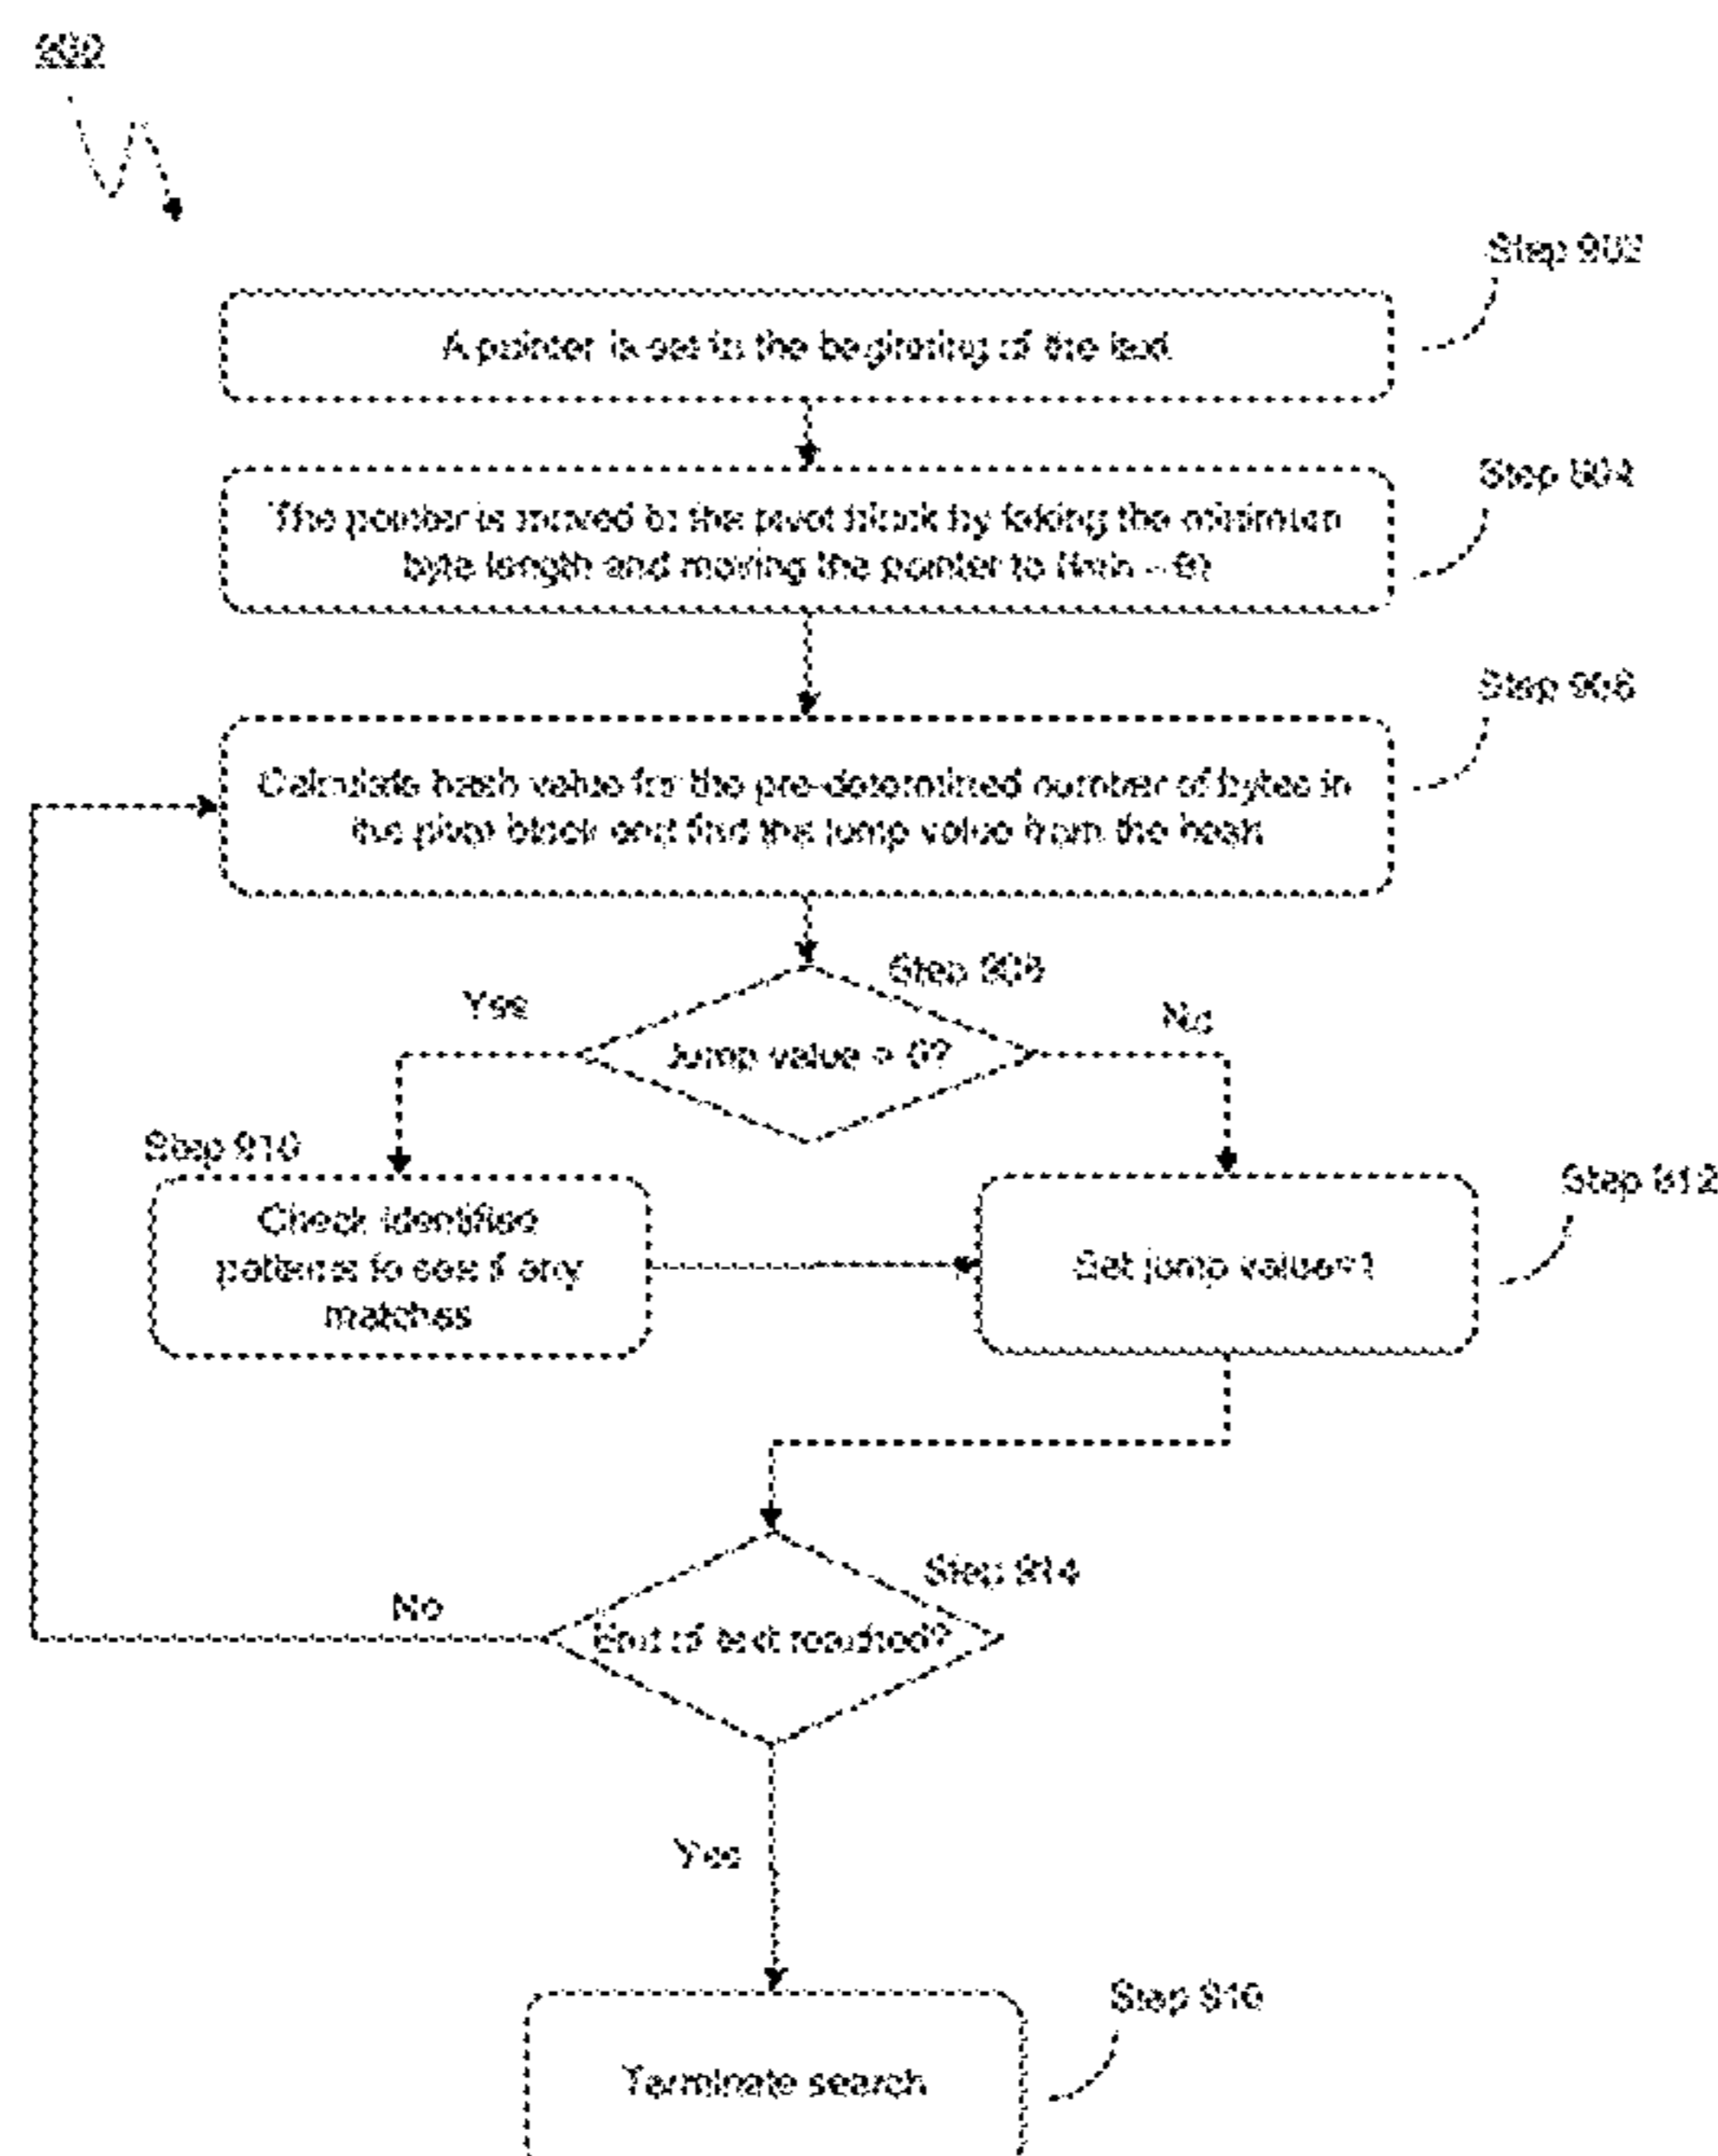 Step 902
A pointer is set in the beginning of the text
Step 904
The pointer is moved to the pivot block by taking the minimum
byte length and moving the pointer to
Step 906
Calculate hash value for the pre-determined number of bytes in
the pivot block and find the jump value from the hash
Step 908
Yes
No
Jump value = 0?
Step 910
Check identified
patterns to see if any
matches
Step 912
Set jump value=1
Step 914
No
End of text reached?
Yes
Step 916
Terminate search